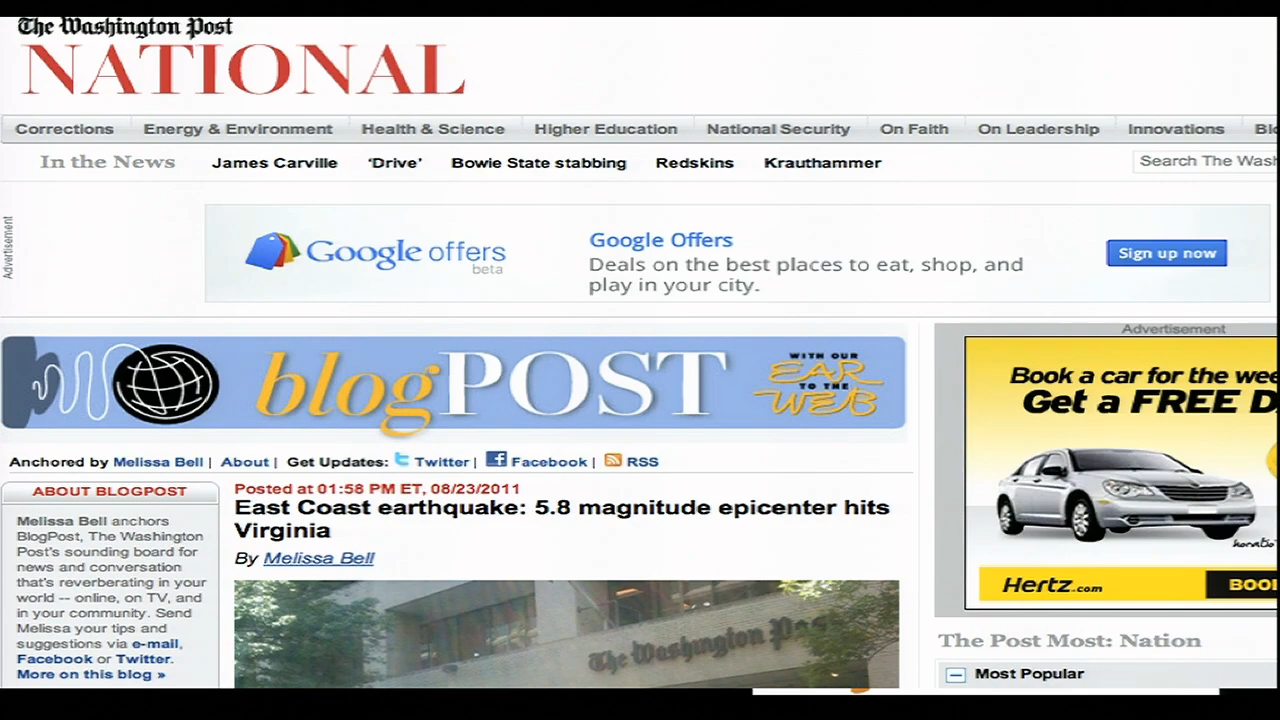 The Washington Post
NATIONAL
Corrections Energy & Environment Health & Science Higher Education National Security On Faith On Leadership Innovations
In the News James Carville ‘Drive’ Bowie State stabbing Redskins Krauthammer Search The Wash
Advertisement
Google offers
beta
Google Offers
Deals on the best places to eat, shop, and
play in your city.
Sign up now
blogPOST
WITH OUR
EAR
TO THE
WEB
Advertisement
Book a car for the wee
Get a FREE D
Hertz.com
BOO
Anchored by Melissa Bell | About | Get Updates: Twitter | Facebook | RSS
ABOUT BLOGPOST
Melissa Bell anchors
BlogPost, The Washington
Post's sounding board for
news and conversation
that's reverberating in your
world -- online, on TV, and
in your community. Send
Melissa your tips and
suggestions via e-mail,
Facebook or Twitter.
More on this blog »
Posted at 01:58 PM ET, 08/23/2011
East Coast earthquake: 5.8 magnitude epicenter hits
Virginia
By Melissa Bell
The Washington Post
The Post Most: Nation
Most Popular